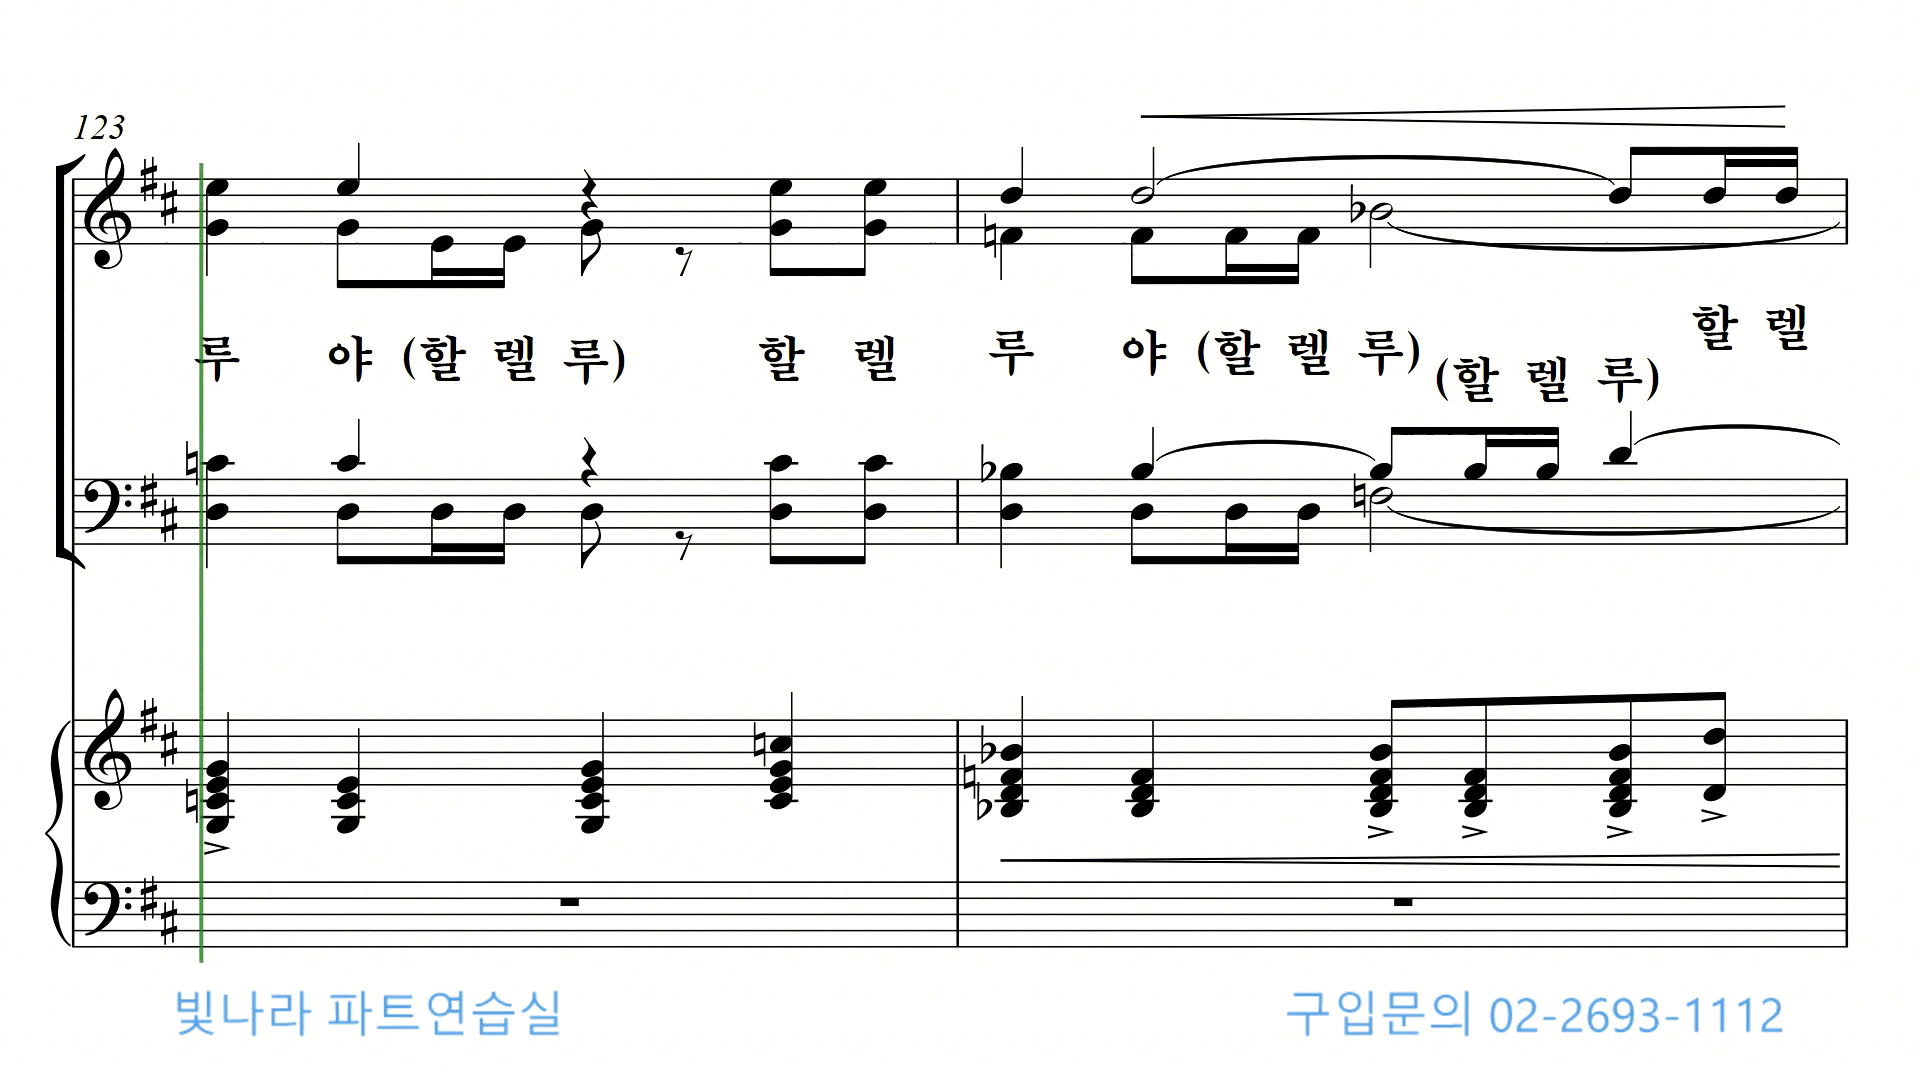 123
루 야 (할 렐 루) 할 렐 루 야 (할 렐 루) 할 렐
(할 렐 루)
빛나라 파트연습실
구입문의 02-2693-1112